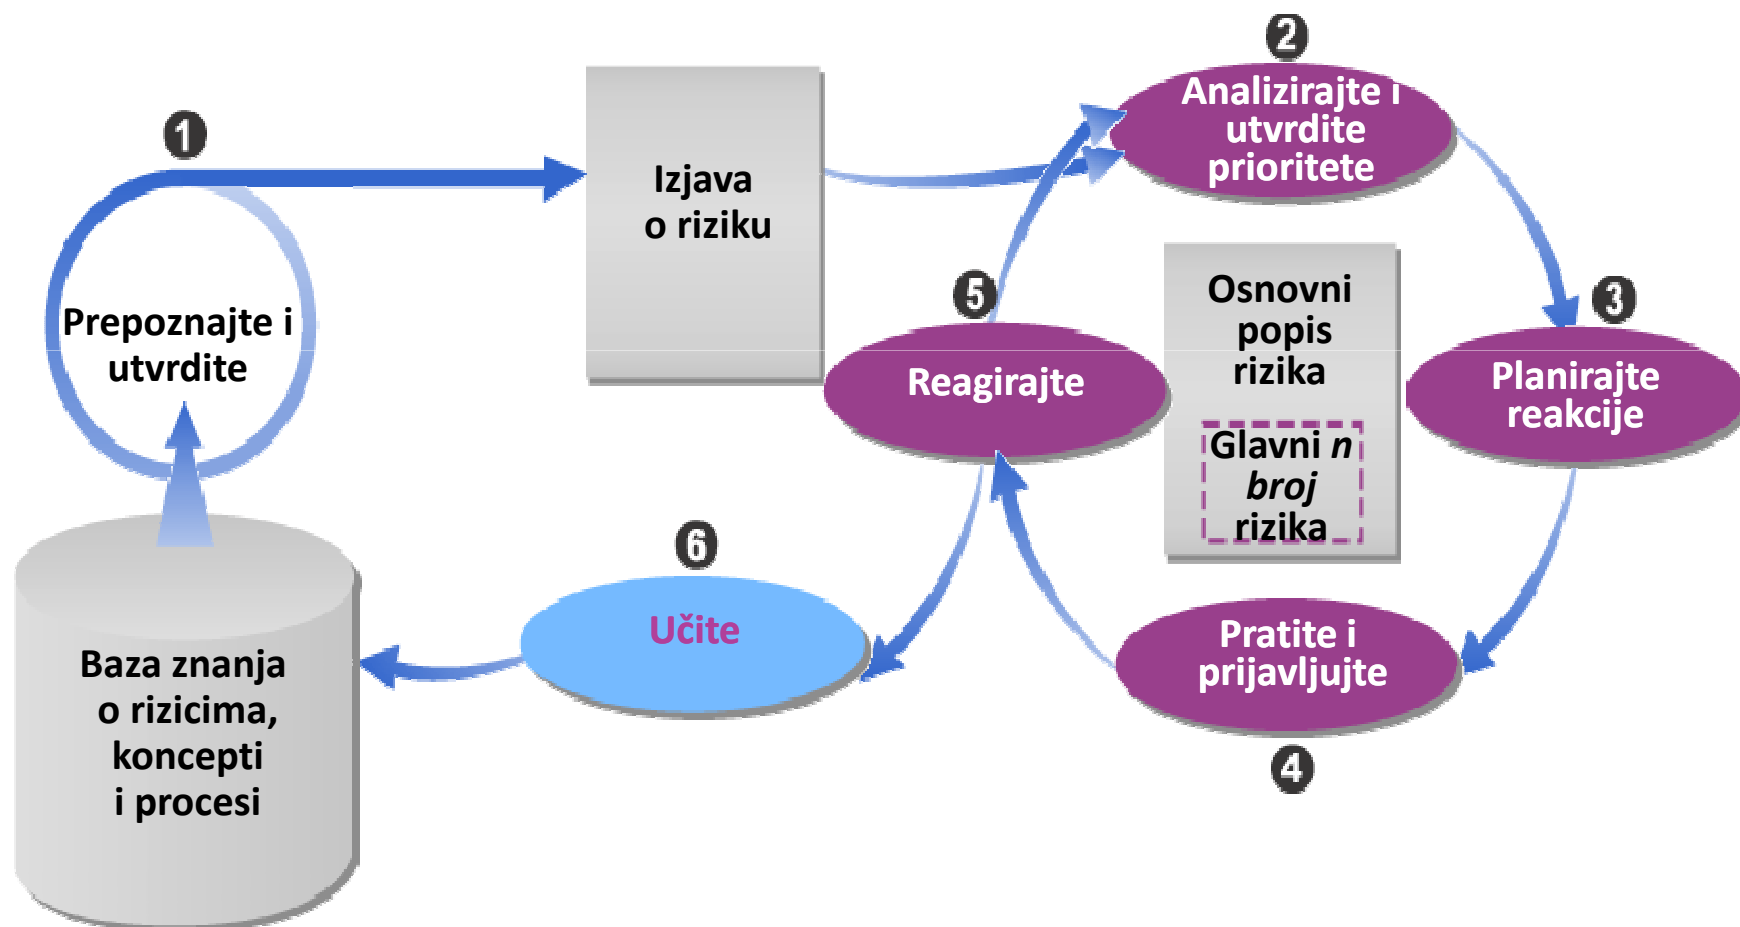 1
Prepoznajte i
utvrdite
Izjava
o riziku
2
Analizirajte i
utvrdite
prioritete
3
Planirajte
reakcije
Osnovni
popis
rizika
Glavni n
broj
rizika
4
Pratite i
prijavljujte
5
Reagirajte
6
Učite
Baza znanja
o rizicima,
koncepti
i procesi